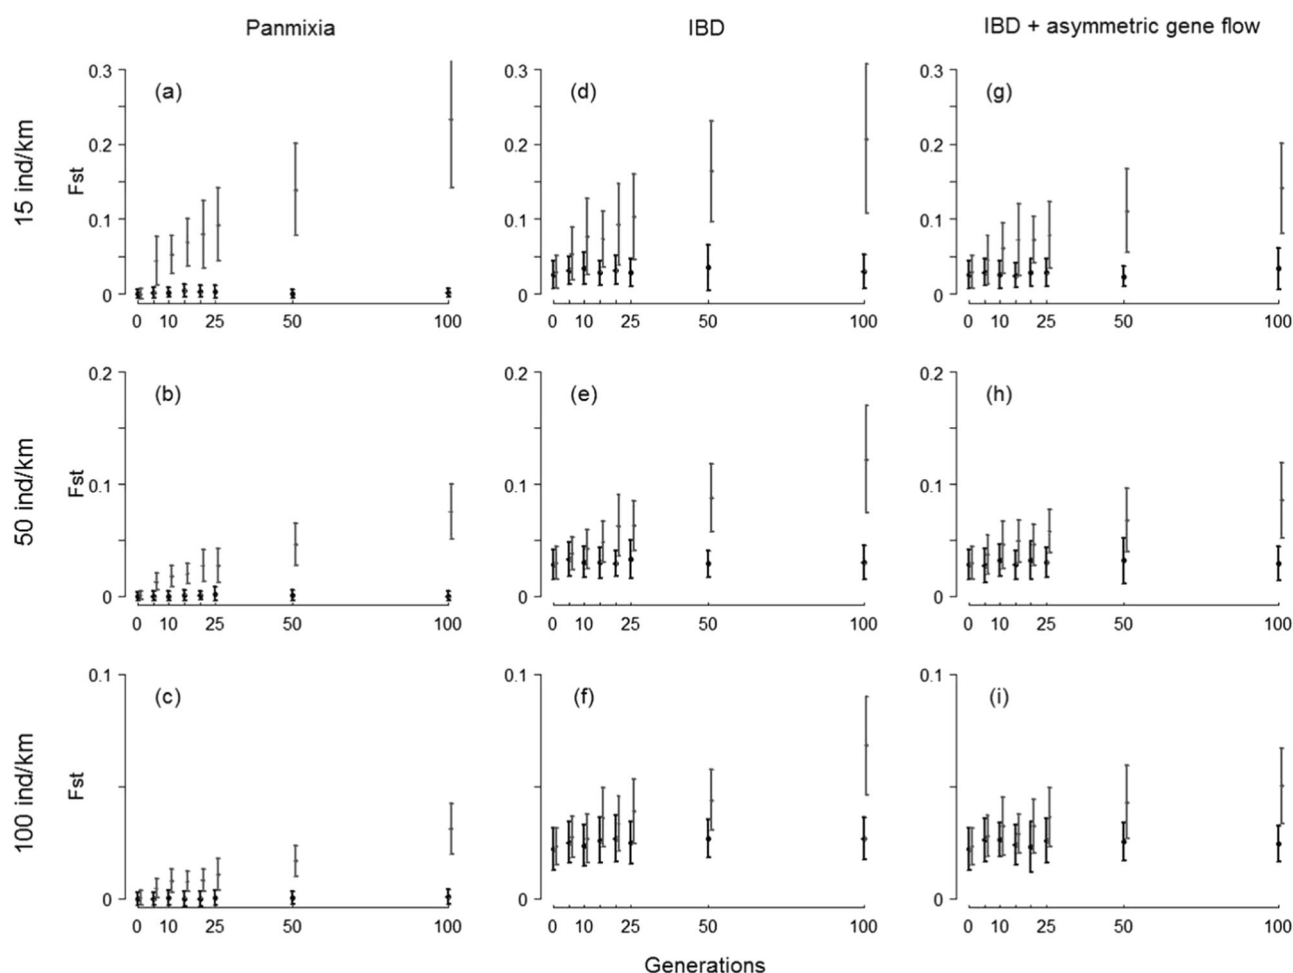 Panmixia IBD IBD + asymmetric gene flow
15 ind/km
Fst
0.3 0.3 0.3
(a) (d) (g)
0.2 0.2 0.2
0.1 0.1 0.1
0 0 0
0 10 25 50 100 0 10 25 50 100 0 10 25 50 100
50 ind/km
Fst
0.2 0.2 0.2
(b) (e) (h)
0.1 0.1 0.1
0 0 0
0 10 25 50 100 0 10 25 50 100 0 10 25 50 100
100 ind/km
Fst
0.1 0.1 0.1
(c) (f) (i)
0 0 0
0 10 25 50 100 0 10 25 50 100 0 10 25 50 100
Generations